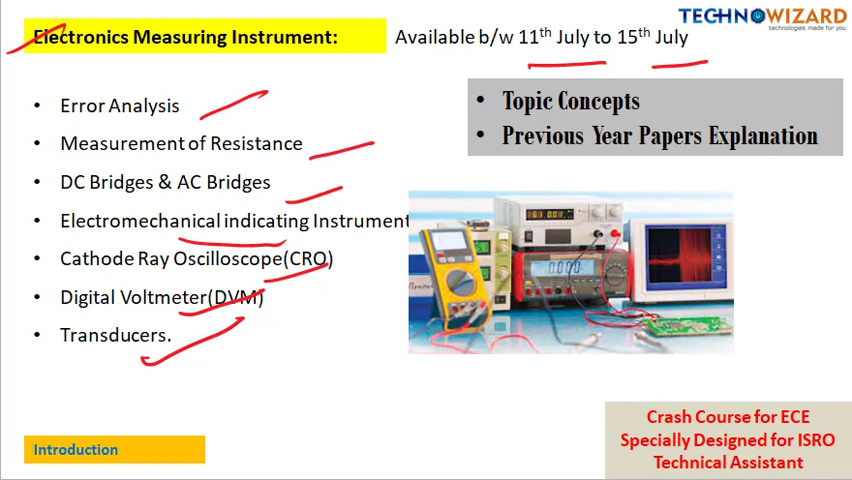 TECHNOWIZARD
technologies made for you
Electronics Measuring Instrument:
Available b/w 11th July to 15th July
• Error Analysis
• Measurement of Resistance
• DC Bridges & AC Bridges
• Electromechanical indicating Instrument
• Cathode Ray Oscilloscope(CRO)
• Digital Voltmeter(DVM)
• Transducers.
• Topic Concepts
• Previous Year Papers Explanation
Introduction
Crash Course for ECE
Specially Designed for ISRO
Technical Assistant